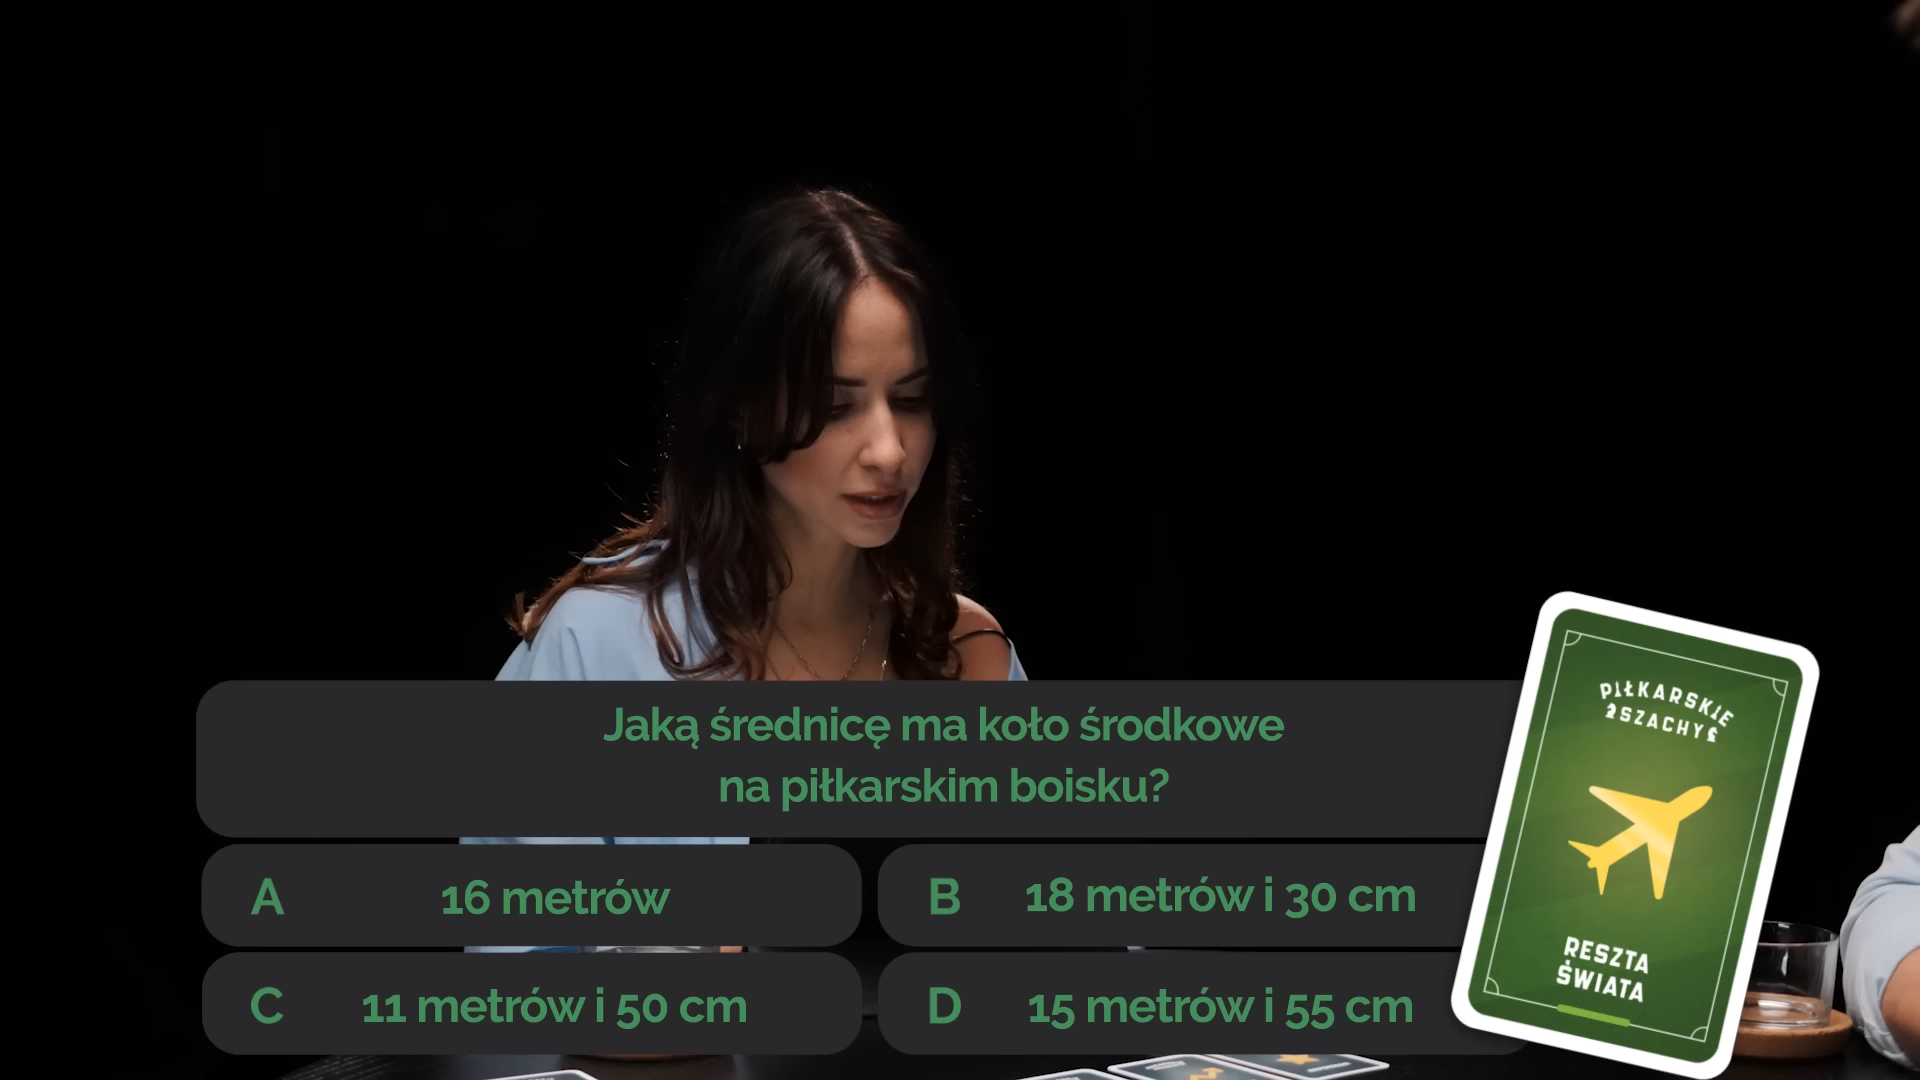 Jaką średnicę ma koło środkowe
na piłkarskim boisku?
A 16 metrów
B 18 metrów i 30 cm
C 11 metrów i 50 cm
D 15 metrów i 55 cm
PIŁKARSKIE
SZACHY
RESZTA
ŚWIATA